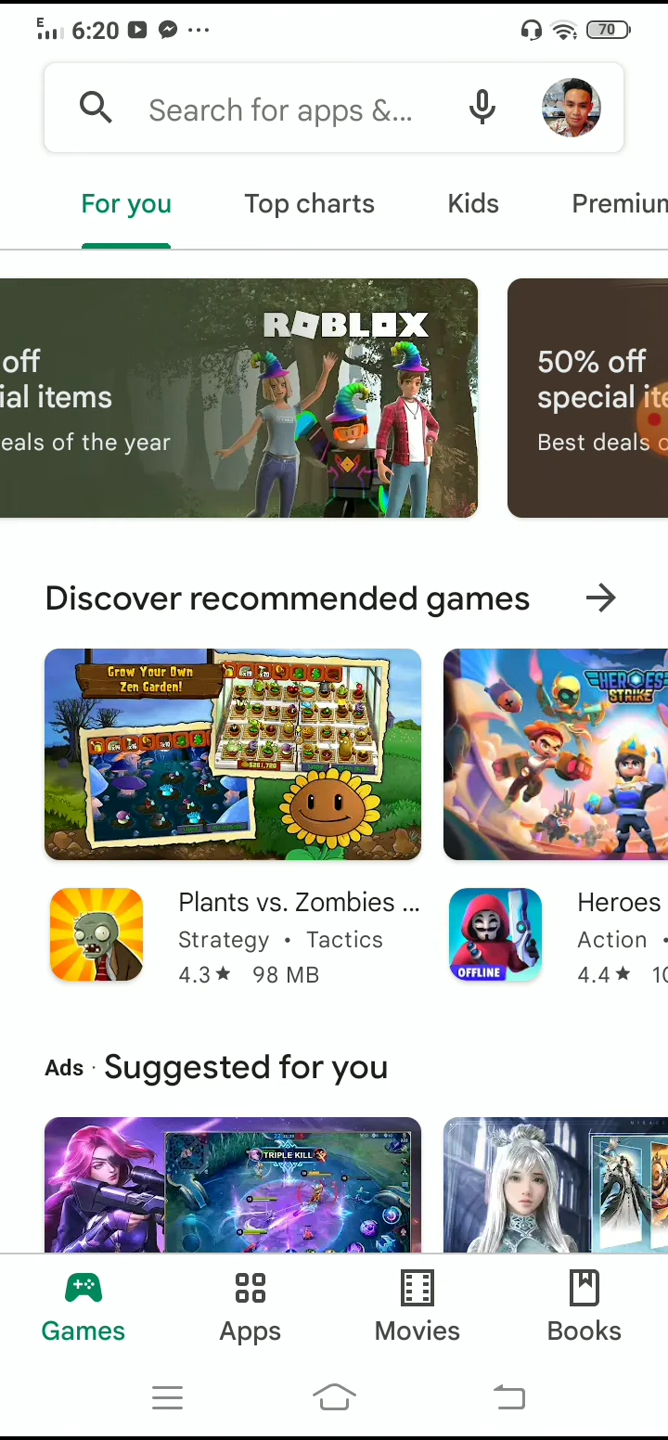 E
6:20
70
Search for apps &...
For you
Top charts
Kids
Premium
off
ial items
eals of the year
ROBLOX
50% off
special ite
Best deals o
Discover recommended games
Grow Your Own
Zen Garden!
HEROES
STRIKE
Plants vs. Zombies ...
Strategy • Tactics
4.3★ 98 MB
OFFLINE
Heroes
Action •
4.4★ 10
Ads · Suggested for you
TRIPLE KILL
Games
Apps
Movies
Books